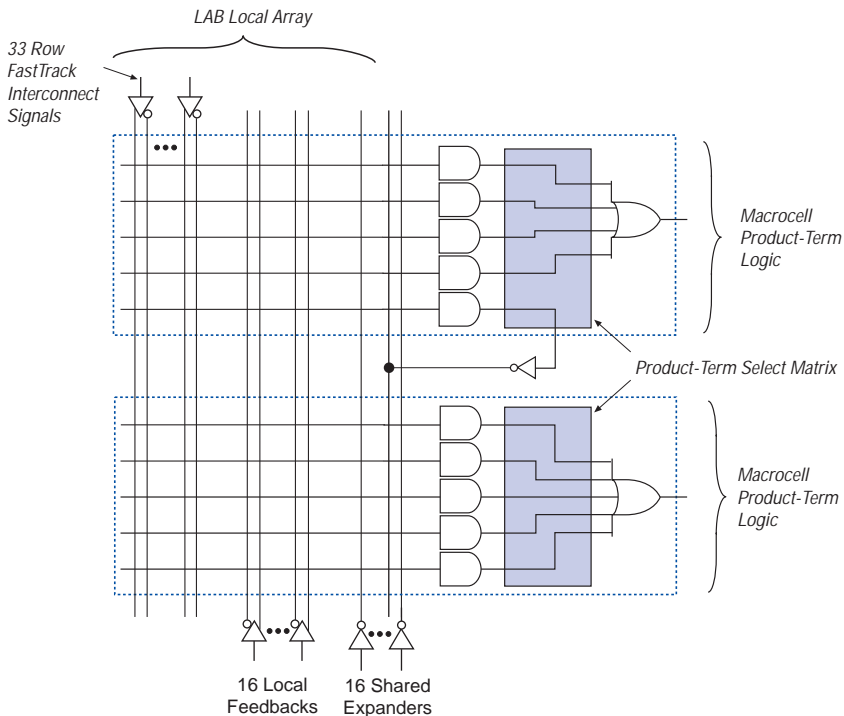 LAB Local Array
33 Row
FastTrack
Interconnect
Signals
Macrocell
Product-Term
Logic
Product-Term Select Matrix
Macrocell
Product-Term
Logic
16 Local
Feedbacks
16 Shared
Expanders